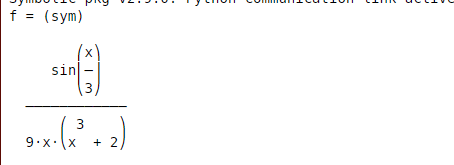 Symbolic pkg v2.9.0: Python communication link active
f = (sym)
   ⎛x⎞
sin⎜─⎟
   ⎝3⎠
────────────
    ⎛ 3    ⎞
9⋅x⋅⎝x  + 2⎠